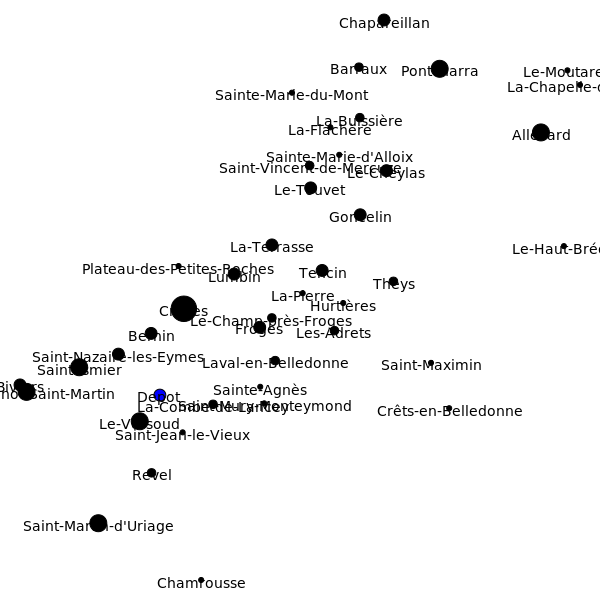 Chapareillan
Barraux
Pontcharra
Le-Moutare
La-Chapelle-d
Sainte-Marie-du-Mont
La-Buissière
La-Flachère
Allevard
Sainte-Marie-d'Alloix
Saint-Vincent-de-Mercuze
Le-Cheylas
Le-Touvet
Goncelin
La-Terrasse
Le-Haut-Bréd
Plateau-des-Petites-Roches
Lumbin
Tencin
Theys
La-Pierre
Hurtières
Crolles
Le-Champ-près-Froges
Froges
Les-Adrets
Bernin
Saint-Nazaire-les-Eymes
Saint-Ismier
Laval-en-Belledonne
Saint-Maximin
Biviers
Saint-Martin
Sainte-Agnès
Depot
La-Combe-de-Lancey
Saint-Mury-Monteymond
Crêts-en-Belledonne
Le-Versoud
Saint-Jean-le-Vieux
Revel
Saint-Martin-d'Uriage
Chamrousse